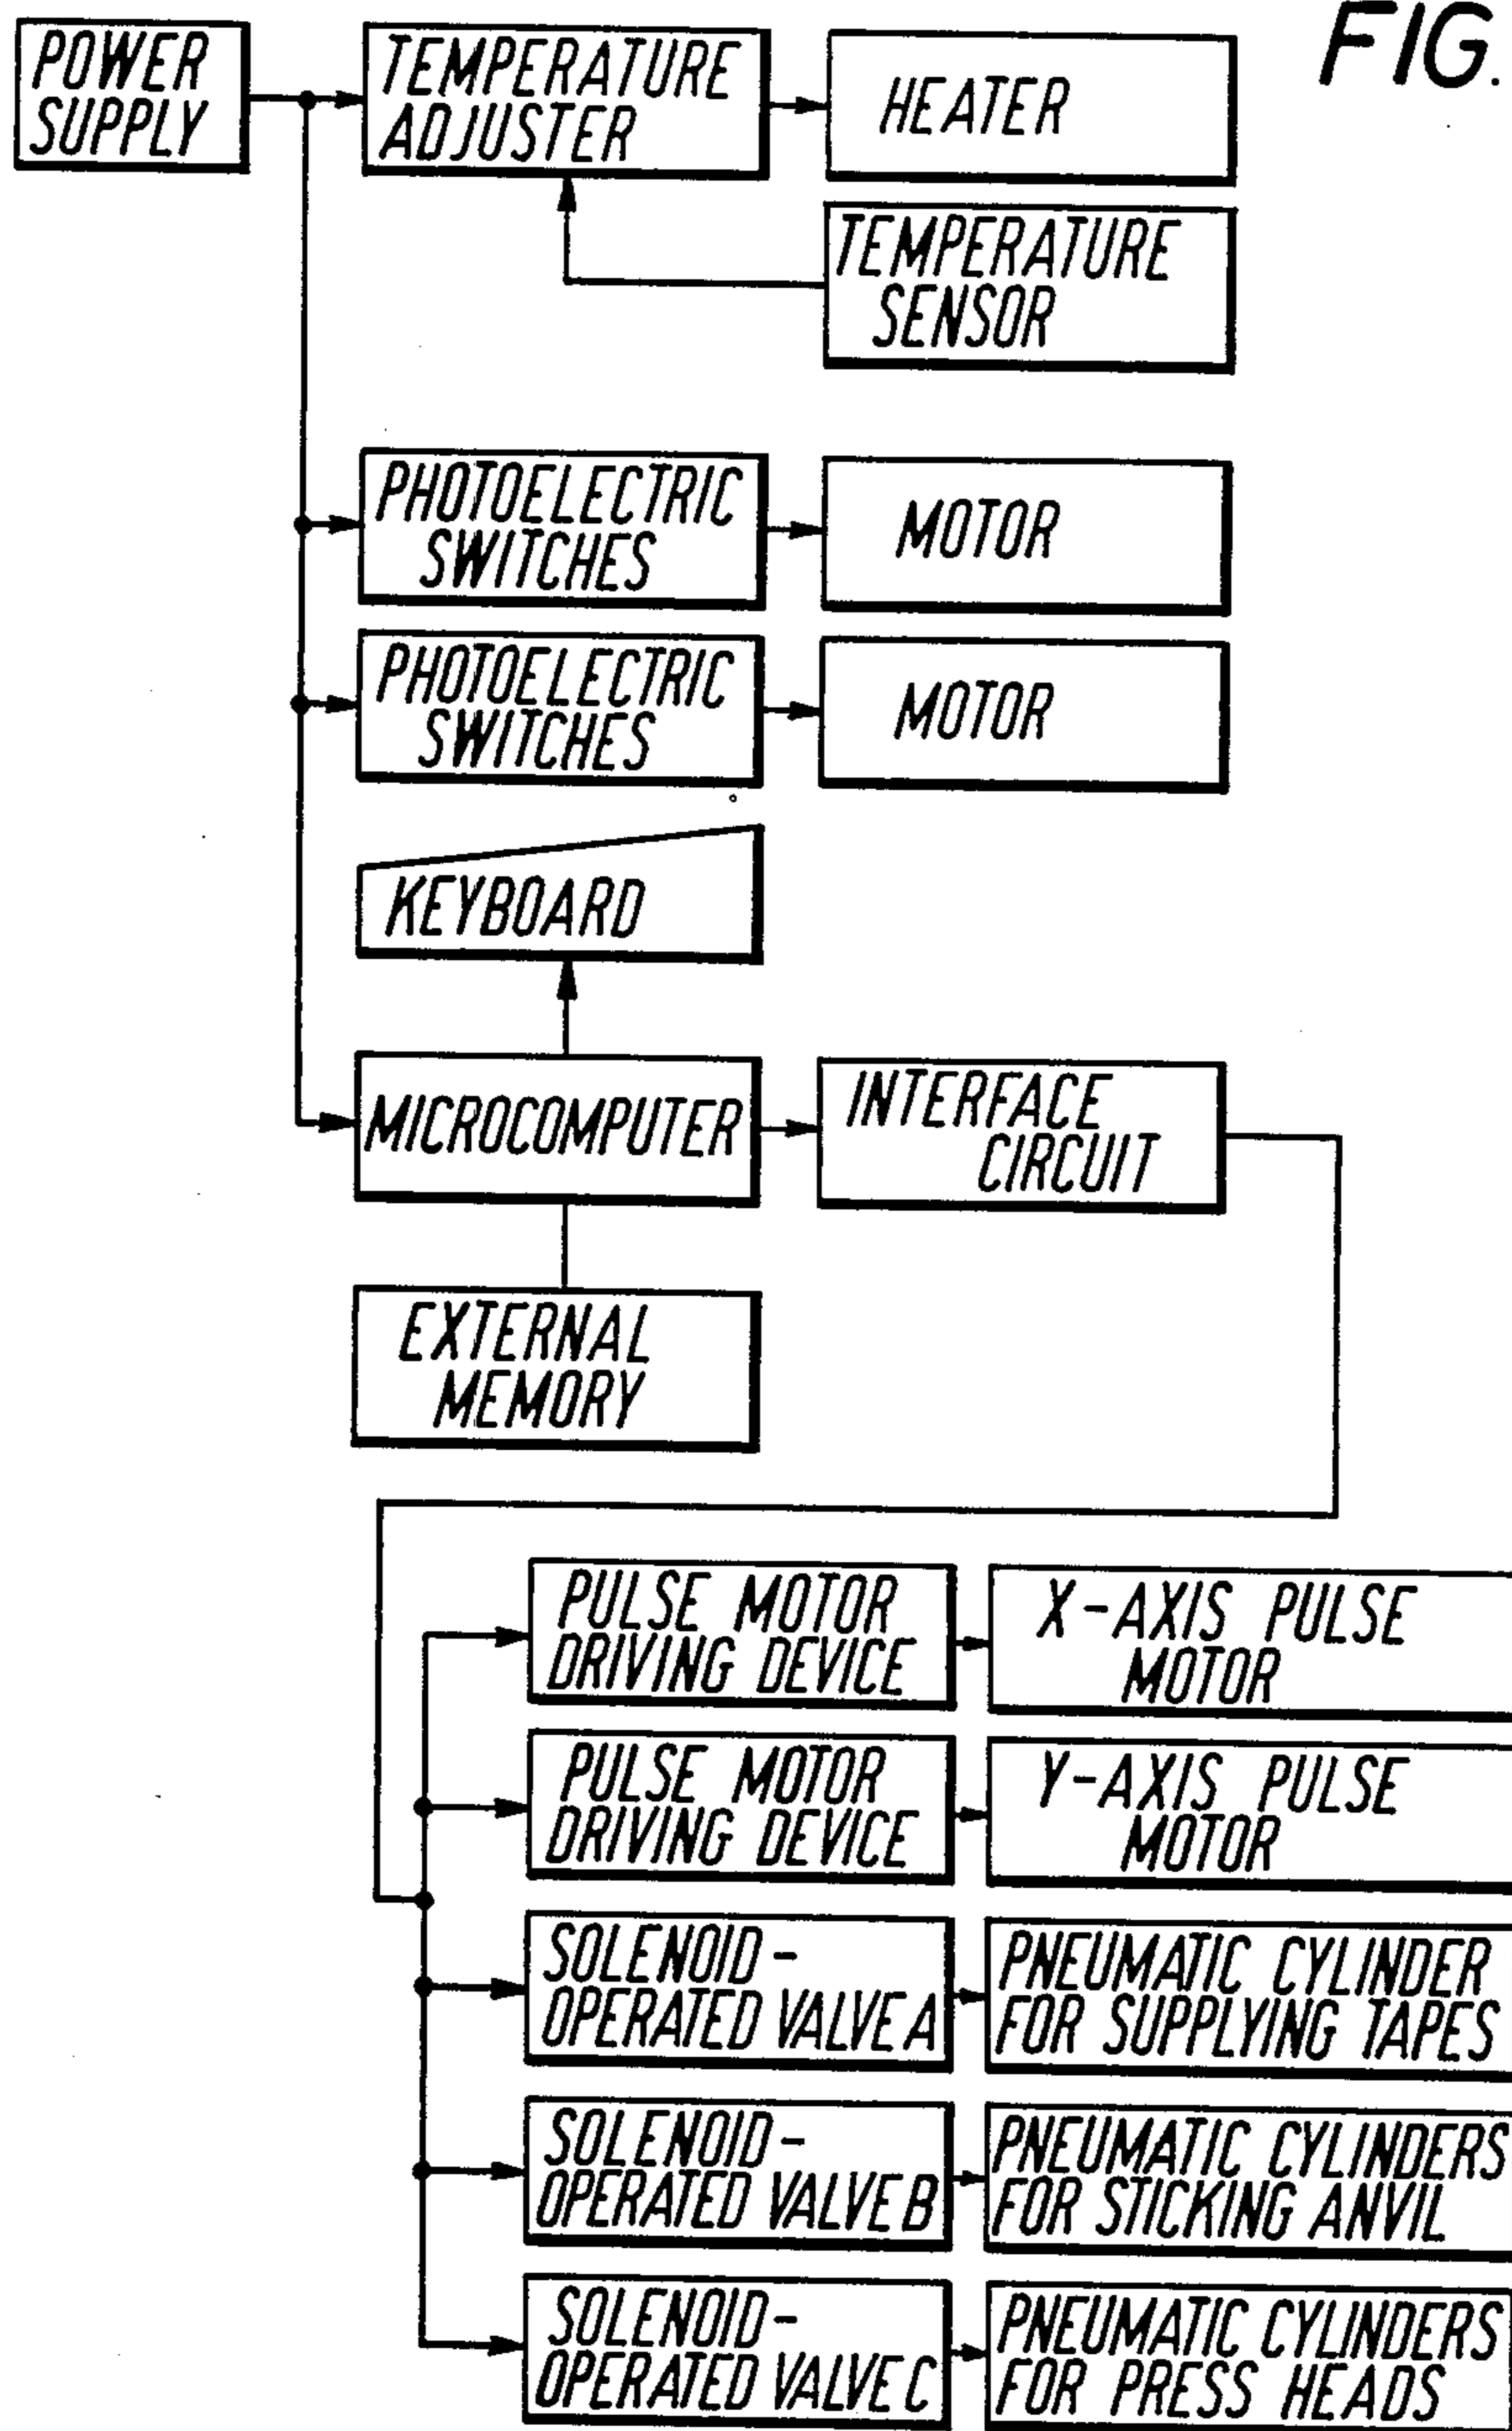 FIG.
POWER
SUPPLY
TEMPERATURE
ADJUSTER
HEATER
TEMPERATURE
SENSOR
PHOTOELECTRIC
SWITCHES
MOTOR
PHOTOELECTRIC
SWITCHES
MOTOR
KEYBOARD
MICROCOMPUTER
INTERFACE
CIRCUIT
EXTERNAL
MEMORY
PULSE MOTOR
DRIVING DEVICE
X-AXIS PULSE
MOTOR
PULSE MOTOR
DRIVING DEVICE
Y-AXIS PULSE
MOTOR
SOLENOID-
OPERATED VALVE A
PNEUMATIC CYLINDER
FOR SUPPLYING TAPES
SOLENOID-
OPERATED VALVE B
PNEUMATIC CYLINDERS
FOR STICKING ANVIL
SOLENOID-
OPERATED VALVE C
PNEUMATIC CYLINDERS
FOR PRESS HEADS